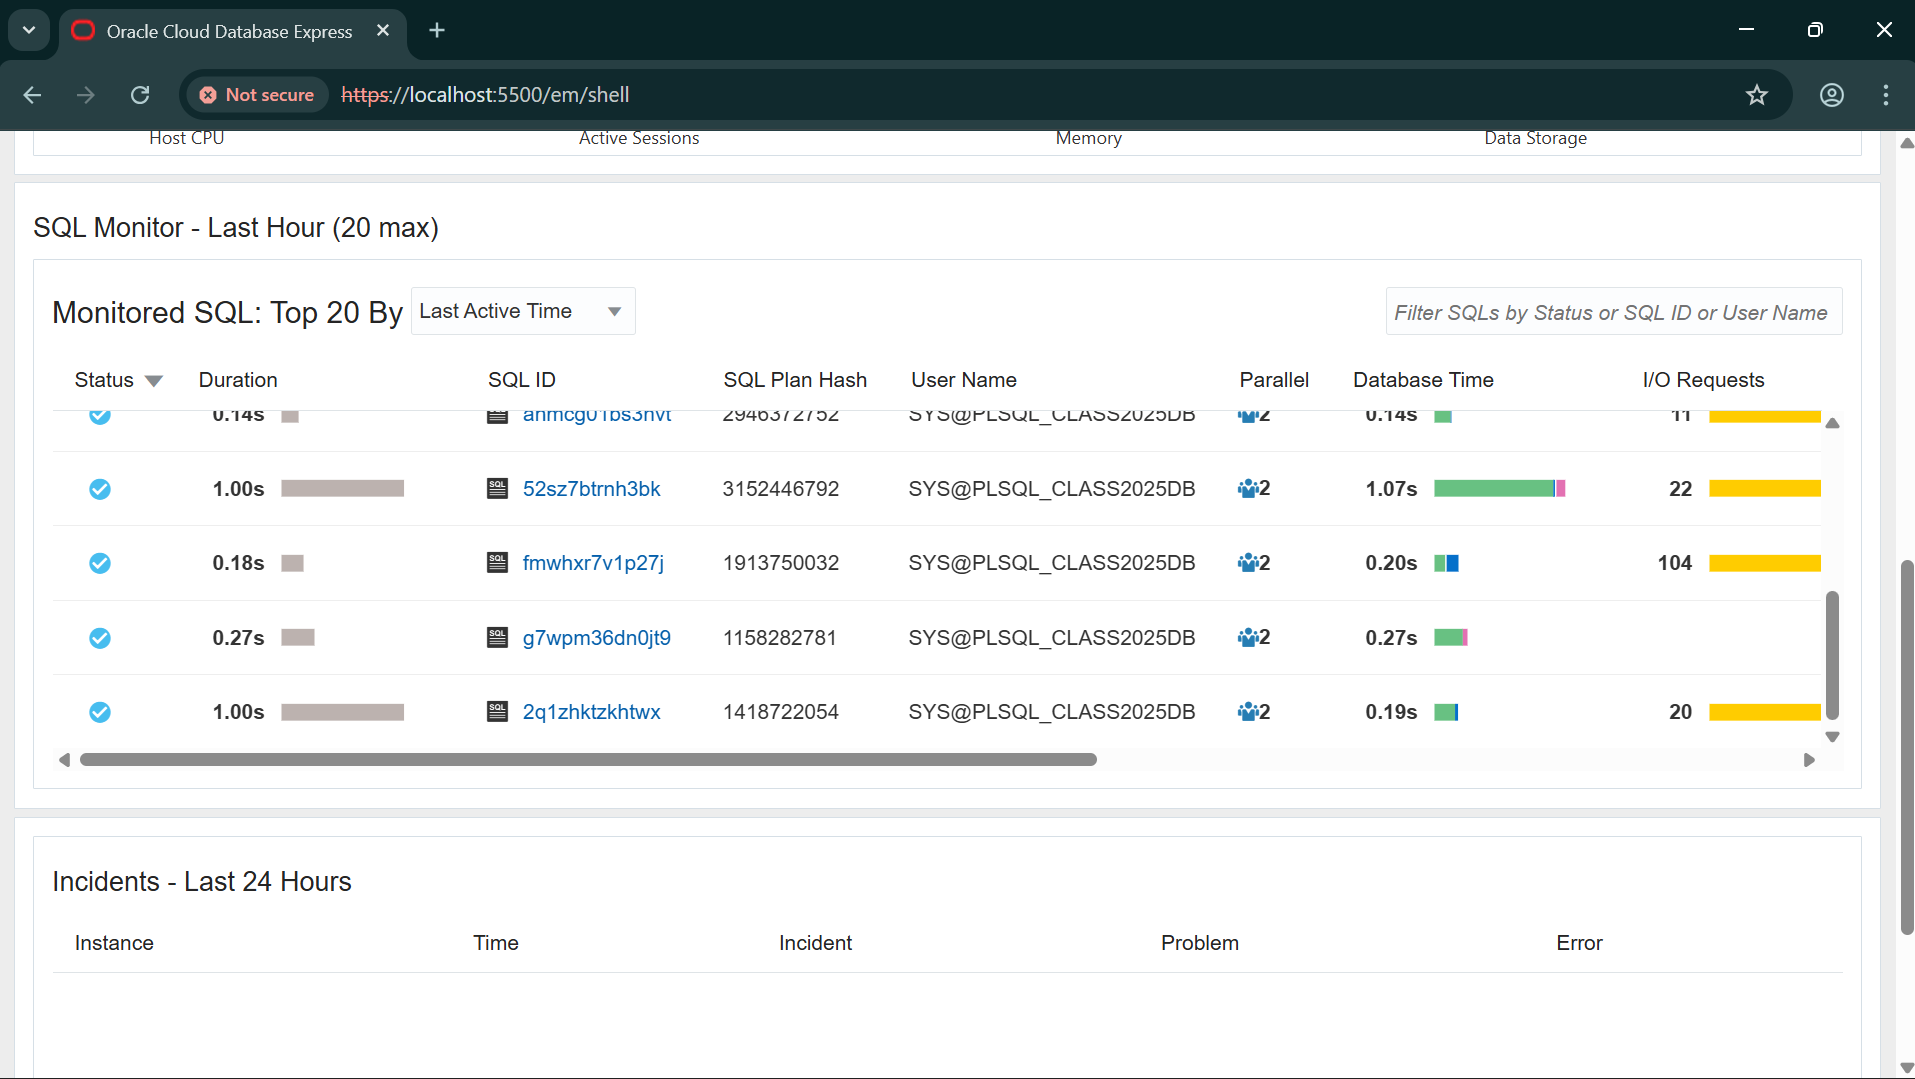 Oracle Cloud Database Express
Not secure https://localhost:5500/em/shell
Host CPU Active Sessions Memory Data Storage
SQL Monitor - Last Hour (20 max)
Monitored SQL: Top 20 By Last Active Time Filter SQLs by Status or SQL ID or User Name
Status Duration SQL ID SQL Plan Hash User Name Parallel Database Time I/O Requests
0.14s 2946372752 SYS@PLSQL_CLASS2025DB 2 0.14s 11
1.00s SQL 52sz7btrnh3bk 3152446792 SYS@PLSQL_CLASS2025DB 2 1.07s 22
0.18s SQL fmwhxr7v1p27j 1913750032 SYS@PLSQL_CLASS2025DB 2 0.20s 104
0.27s SQL g7wpm36dn0jt9 1158282781 SYS@PLSQL_CLASS2025DB 2 0.27s
1.00s SQL 2q1zhktzkhtwx 1418722054 SYS@PLSQL_CLASS2025DB 2 0.19s 20
Incidents - Last 24 Hours
Instance Time Incident Problem Error